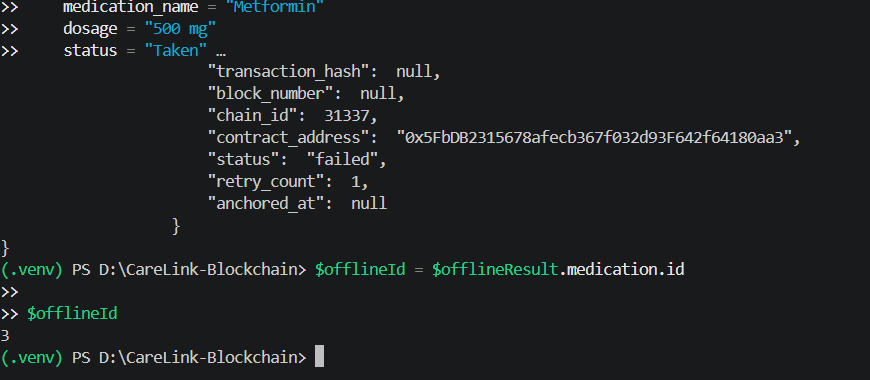 >>     medication_name = "Metformin"
>>     dosage = "500 mg"
>>     status = "Taken" …
                       "transaction_hash":  null,
                       "block_number":  null,
                       "chain_id":  31337,
                       "contract_address":  "0x5FbDB2315678afecb367f032d93F642f64180aa3",
                       "status":  "failed",
                       "retry_count":  1,
                       "anchored_at":  null
                   }
}
(.venv) PS D:\CareLink-Blockchain> $offlineId = $offlineResult.medication.id
>>
>> $offlineId
3
(.venv) PS D:\CareLink-Blockchain>